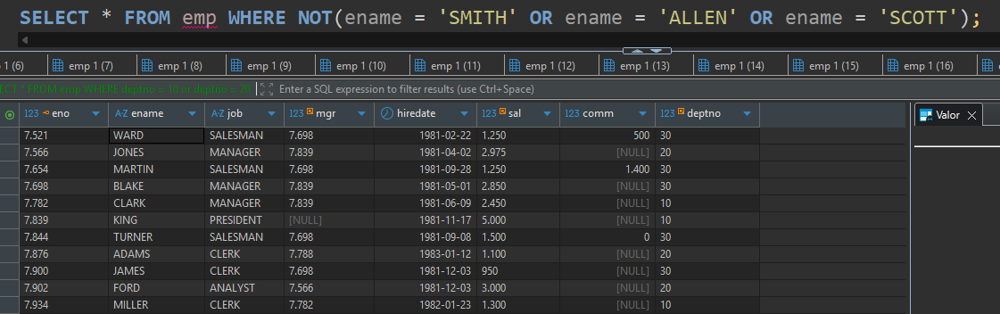 SELECT * FROM emp WHERE NOT(ename = 'SMITH' OR ename = 'ALLEN' OR ename = 'SCOTT');
1 (6) emp 1 (7) emp 1 (8) emp 1 (9) emp 1 (10) emp 1 (11) emp 1 (12) emp 1 (13) emp 1 (14) emp 1 (15) emp 1 (16)
ECT * FROM emp WHERE deptno = 10 or deptno = 20 Enter a SQL expression to filter results (use Ctrl+Space)
123 eno A-Z ename A-Z job 123 mgr hiredate 123 sal 123 comm 123 deptno Valor
7.521 WARD SALESMAN 7.698 1981-02-22 1.250 500 30
7.566 JONES MANAGER 7.839 1981-04-02 2.975 [NULL] 20
7.654 MARTIN SALESMAN 7.698 1981-09-28 1.250 1.400 30
7.698 BLAKE MANAGER 7.839 1981-05-01 2.850 [NULL] 30
7.782 CLARK MANAGER 7.839 1981-06-09 2.450 [NULL] 10
7.839 KING PRESIDENT [NULL] 1981-11-17 5.000 [NULL] 10
7.844 TURNER SALESMAN 7.698 1981-09-08 1.500 0 30
7.876 ADAMS CLERK 7.788 1983-01-12 1.100 [NULL] 20
7.900 JAMES CLERK 7.698 1981-12-03 950 [NULL] 30
7.902 FORD ANALYST 7.566 1981-12-03 3.000 [NULL] 20
7.934 MILLER CLERK 7.782 1982-01-23 1.300 [NULL] 10